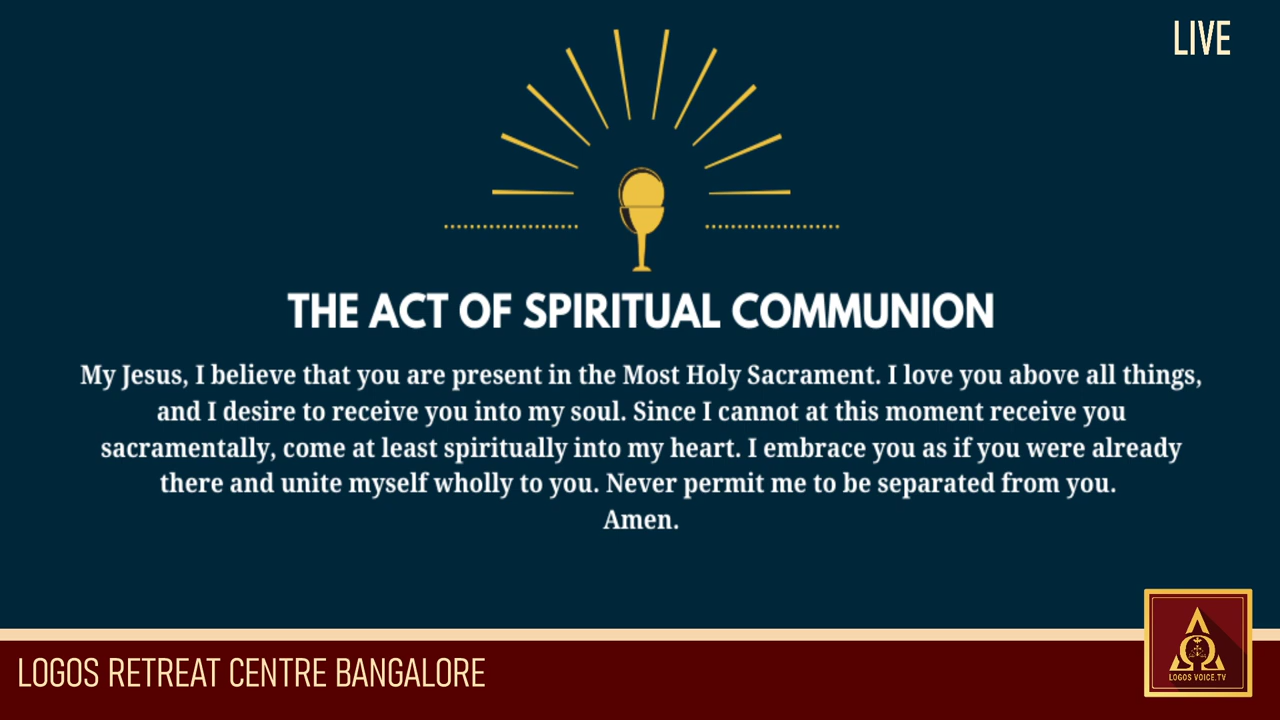 LIVE
THE ACT OF SPIRITUAL COMMUNION
My Jesus, I believe that you are present in the Most Holy Sacrament. I love you above all things,
and I desire to receive you into my soul. Since I cannot at this moment receive you
sacramentally, come at least spiritually into my heart. I embrace you as if you were already
there and unite myself wholly to you. Never permit me to be separated from you.
Amen.
LOGOS RETREAT CENTRE BANGALORE
ΑΩ
LOGOS VOICE.TV